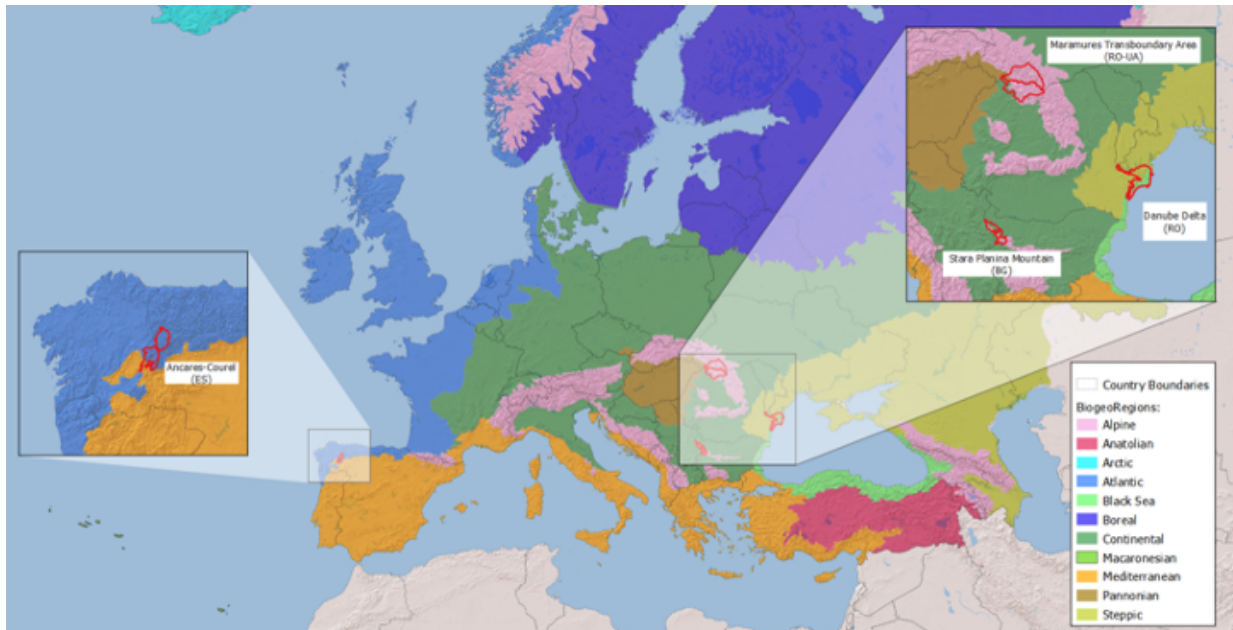 Maramures Transboundary Area
(RO-UA)
Danube Delta
(RO)
Stara Planina Mountain
(BG)
Ancares-Courel
(ES)
Country Boundaries
BiogeoRegions:
Alpine
Anatolian
Arctic
Atlantic
Black Sea
Boreal
Continental
Macaronesian
Mediterranean
Pannonian
Steppic